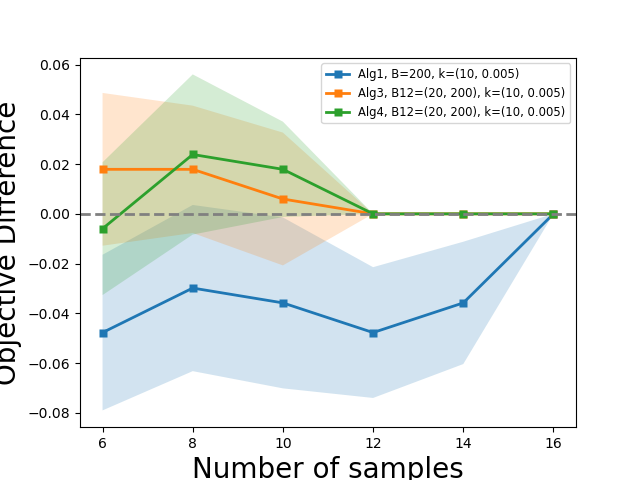 0.06
0.04
0.02
0.00
−0.02
−0.04
−0.06
−0.08
Objective Difference
Alg1, B=200, k=(10, 0.005)
Alg3, B12=(20, 200), k=(10, 0.005)
Alg4, B12=(20, 200), k=(10, 0.005)
6 8 10 12 14 16
Number of samples